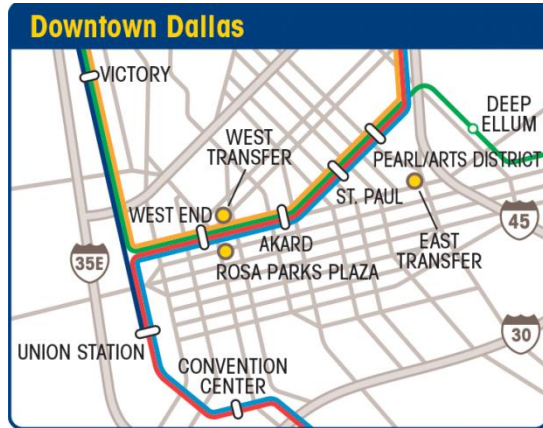 Downtown Dallas
VICTORY
DEEP
ELLUM
WEST
TRANSFER
PEARL/ARTS DISTRICT
WEST END
ST. PAUL
45
AKARD
EAST
TRANSFER
35E
ROSA PARKS PLAZA
30
UNION STATION
CONVENTION
CENTER